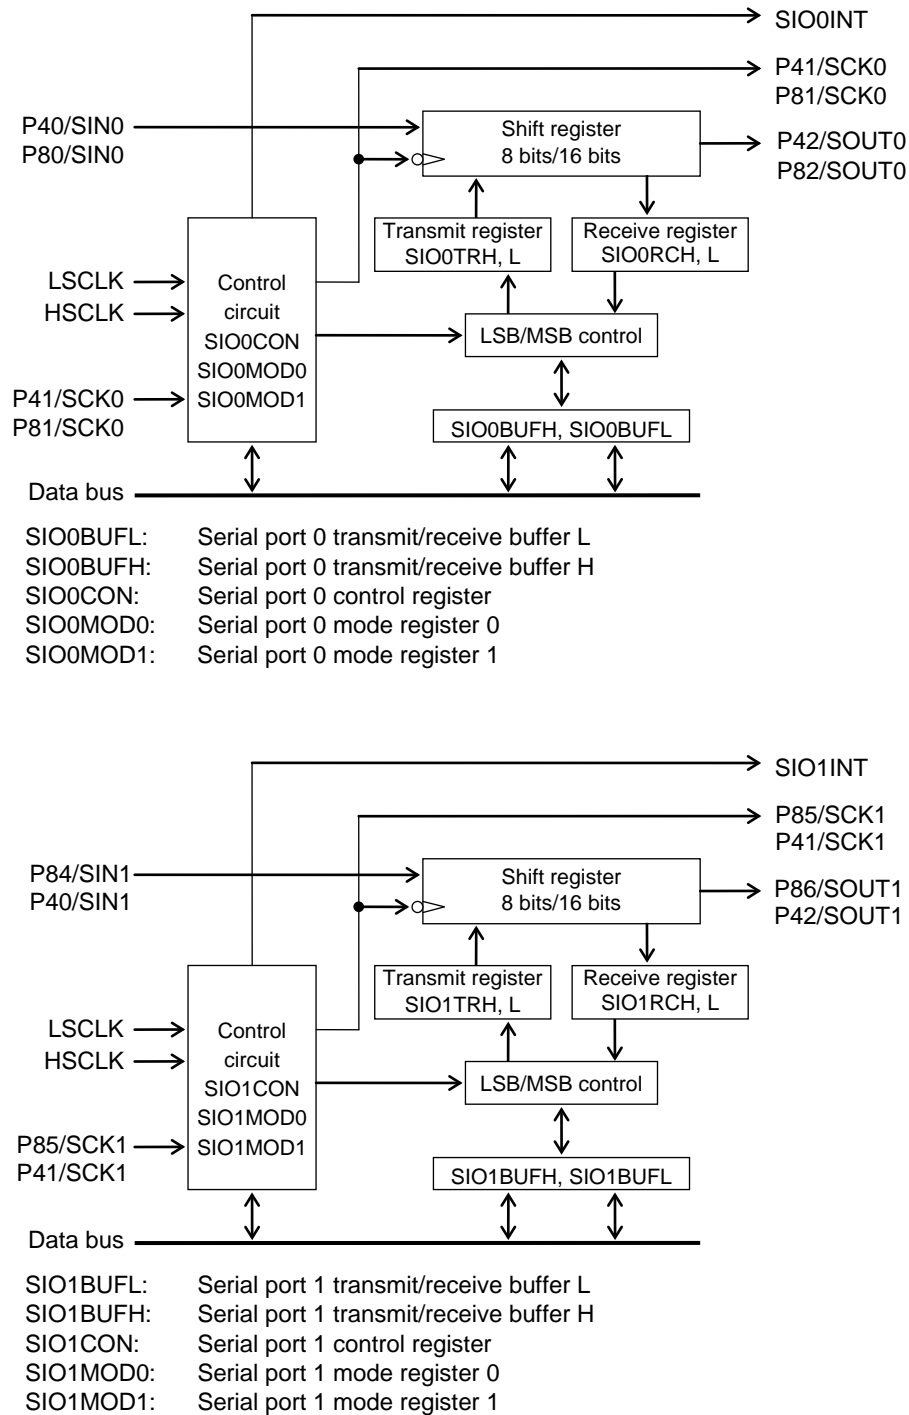 SIO0INT
P41/SCK0
P81/SCK0
P40/SIN0
P80/SIN0
Shift register
8 bits/16 bits
P42/SOUT0
P82/SOUT0
Transmit register
SIO0TRH, L
Receive register
SIO0RCH, L
LSCLK
HSCLK
Control
circuit
SIO0CON
SIO0MOD0
SIO0MOD1
LSB/MSB control
P41/SCK0
P81/SCK0
SIO0BUFH, SIO0BUFL
Data bus
SIO0BUFL: Serial port 0 transmit/receive buffer L
SIO0BUFH: Serial port 0 transmit/receive buffer H
SIO0CON: Serial port 0 control register
SIO0MOD0: Serial port 0 mode register 0
SIO0MOD1: Serial port 0 mode register 1
SIO1INT
P85/SCK1
P41/SCK1
P84/SIN1
P40/SIN1
Shift register
8 bits/16 bits
P86/SOUT1
P42/SOUT1
Transmit register
SIO1TRH, L
Receive register
SIO1RCH, L
LSCLK
HSCLK
Control
circuit
SIO1CON
SIO1MOD0
SIO1MOD1
LSB/MSB control
P85/SCK1
P41/SCK1
SIO1BUFH, SIO1BUFL
Data bus
SIO1BUFL: Serial port 1 transmit/receive buffer L
SIO1BUFH: Serial port 1 transmit/receive buffer H
SIO1CON: Serial port 1 control register
SIO1MOD0: Serial port 1 mode register 0
SIO1MOD1: Serial port 1 mode register 1